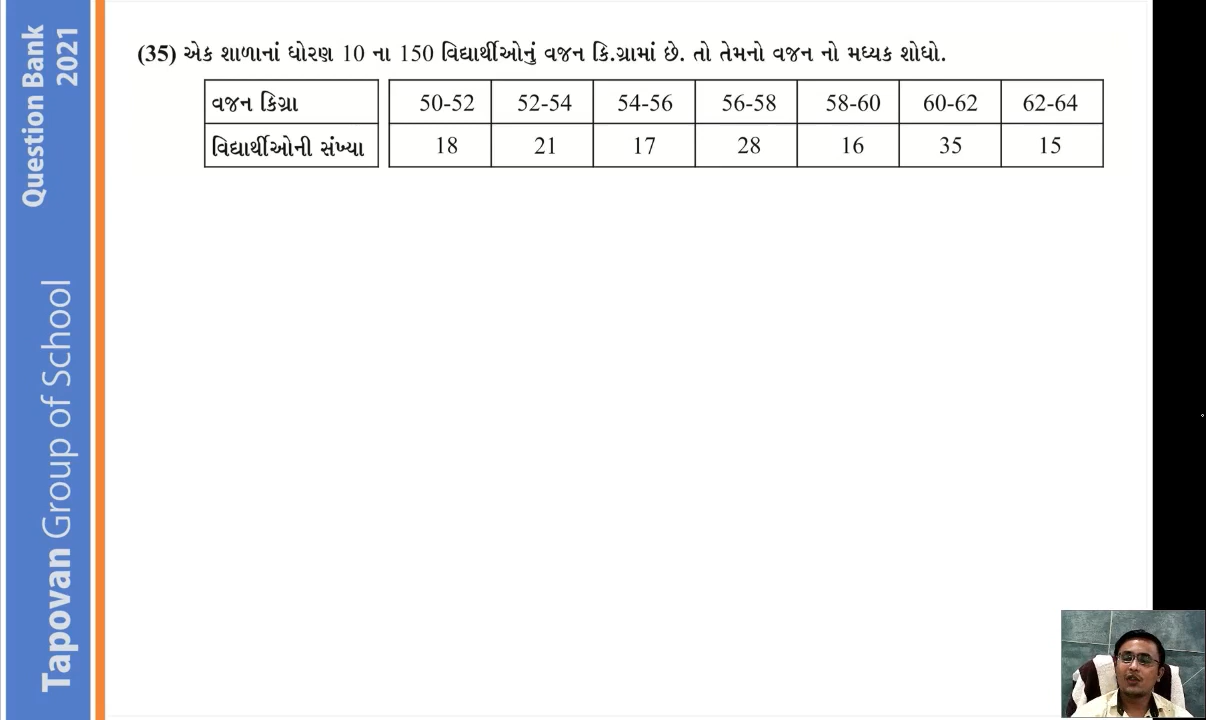 Question Bank
2021
Tapovan Group of School
(35) એક શાળાનાં ધોરણ 10 ના 150 વિદ્યાર્થીઓનું વજન કિ.ગ્રામાં છે. તો તેમનો વજન નો મધ્યક શોધો.
વજન કિગ્રા 50-52 52-54 54-56 56-58 58-60 60-62 62-64
વિદ્યાર્થીઓની સંખ્યા 18 21 17 28 16 35 15